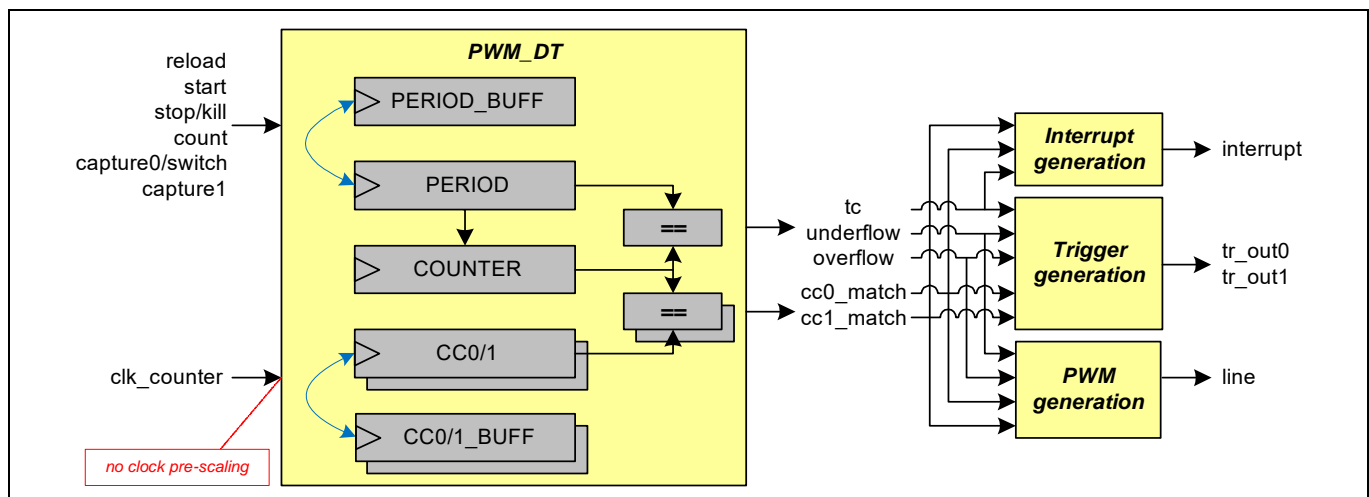 PWM_DT
reload
start
stop/kill
count
capture0/switch
capture1
PERIOD_BUFF
PERIOD
==
COUNTER
==
CC0/1
CC0/1_BUFF
clk_counter
no clock pre-scaling
tc
underflow
overflow
cc0_match
cc1_match
Interrupt
generation
interrupt
Trigger
generation
tr_out0
tr_out1
PWM
generation
line